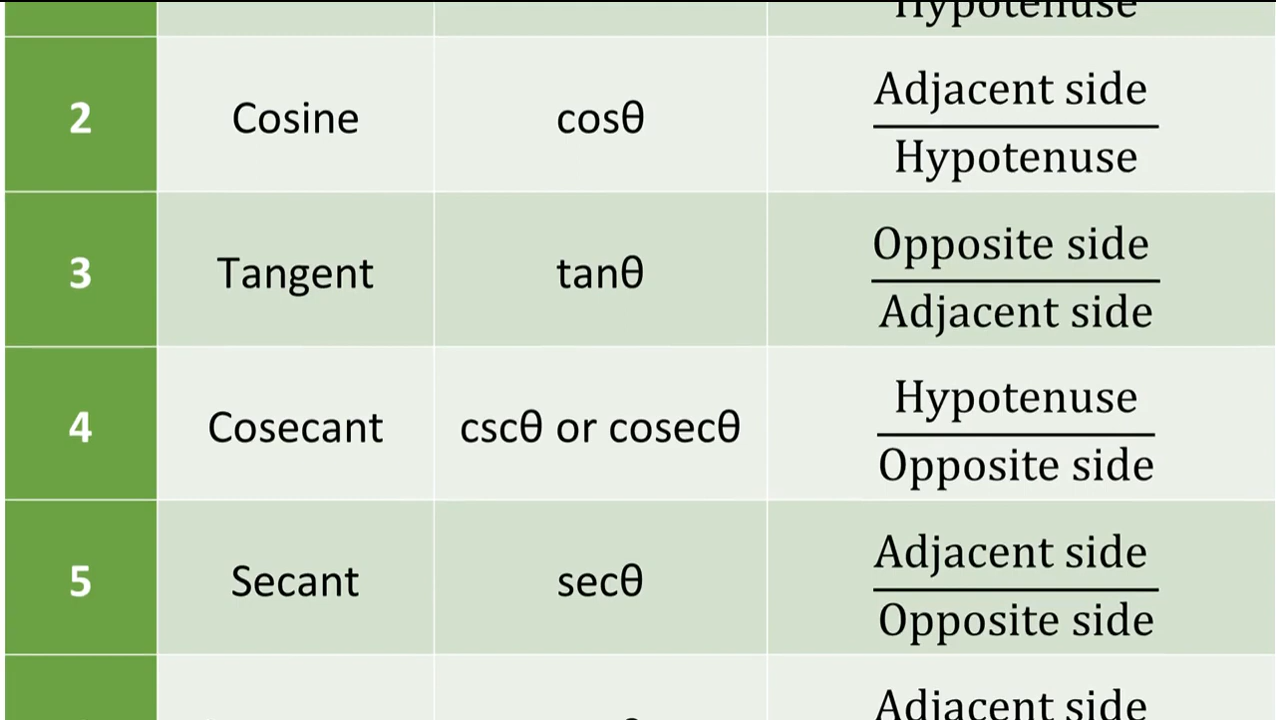 Hypotenuse
2 Cosine cosθ Adjacent side
Hypotenuse
3 Tangent tanθ Opposite side
Adjacent side
4 Cosecant cscθ or cosecθ Hypotenuse
Opposite side
5 Secant secθ Adjacent side
Opposite side
Adjacent side